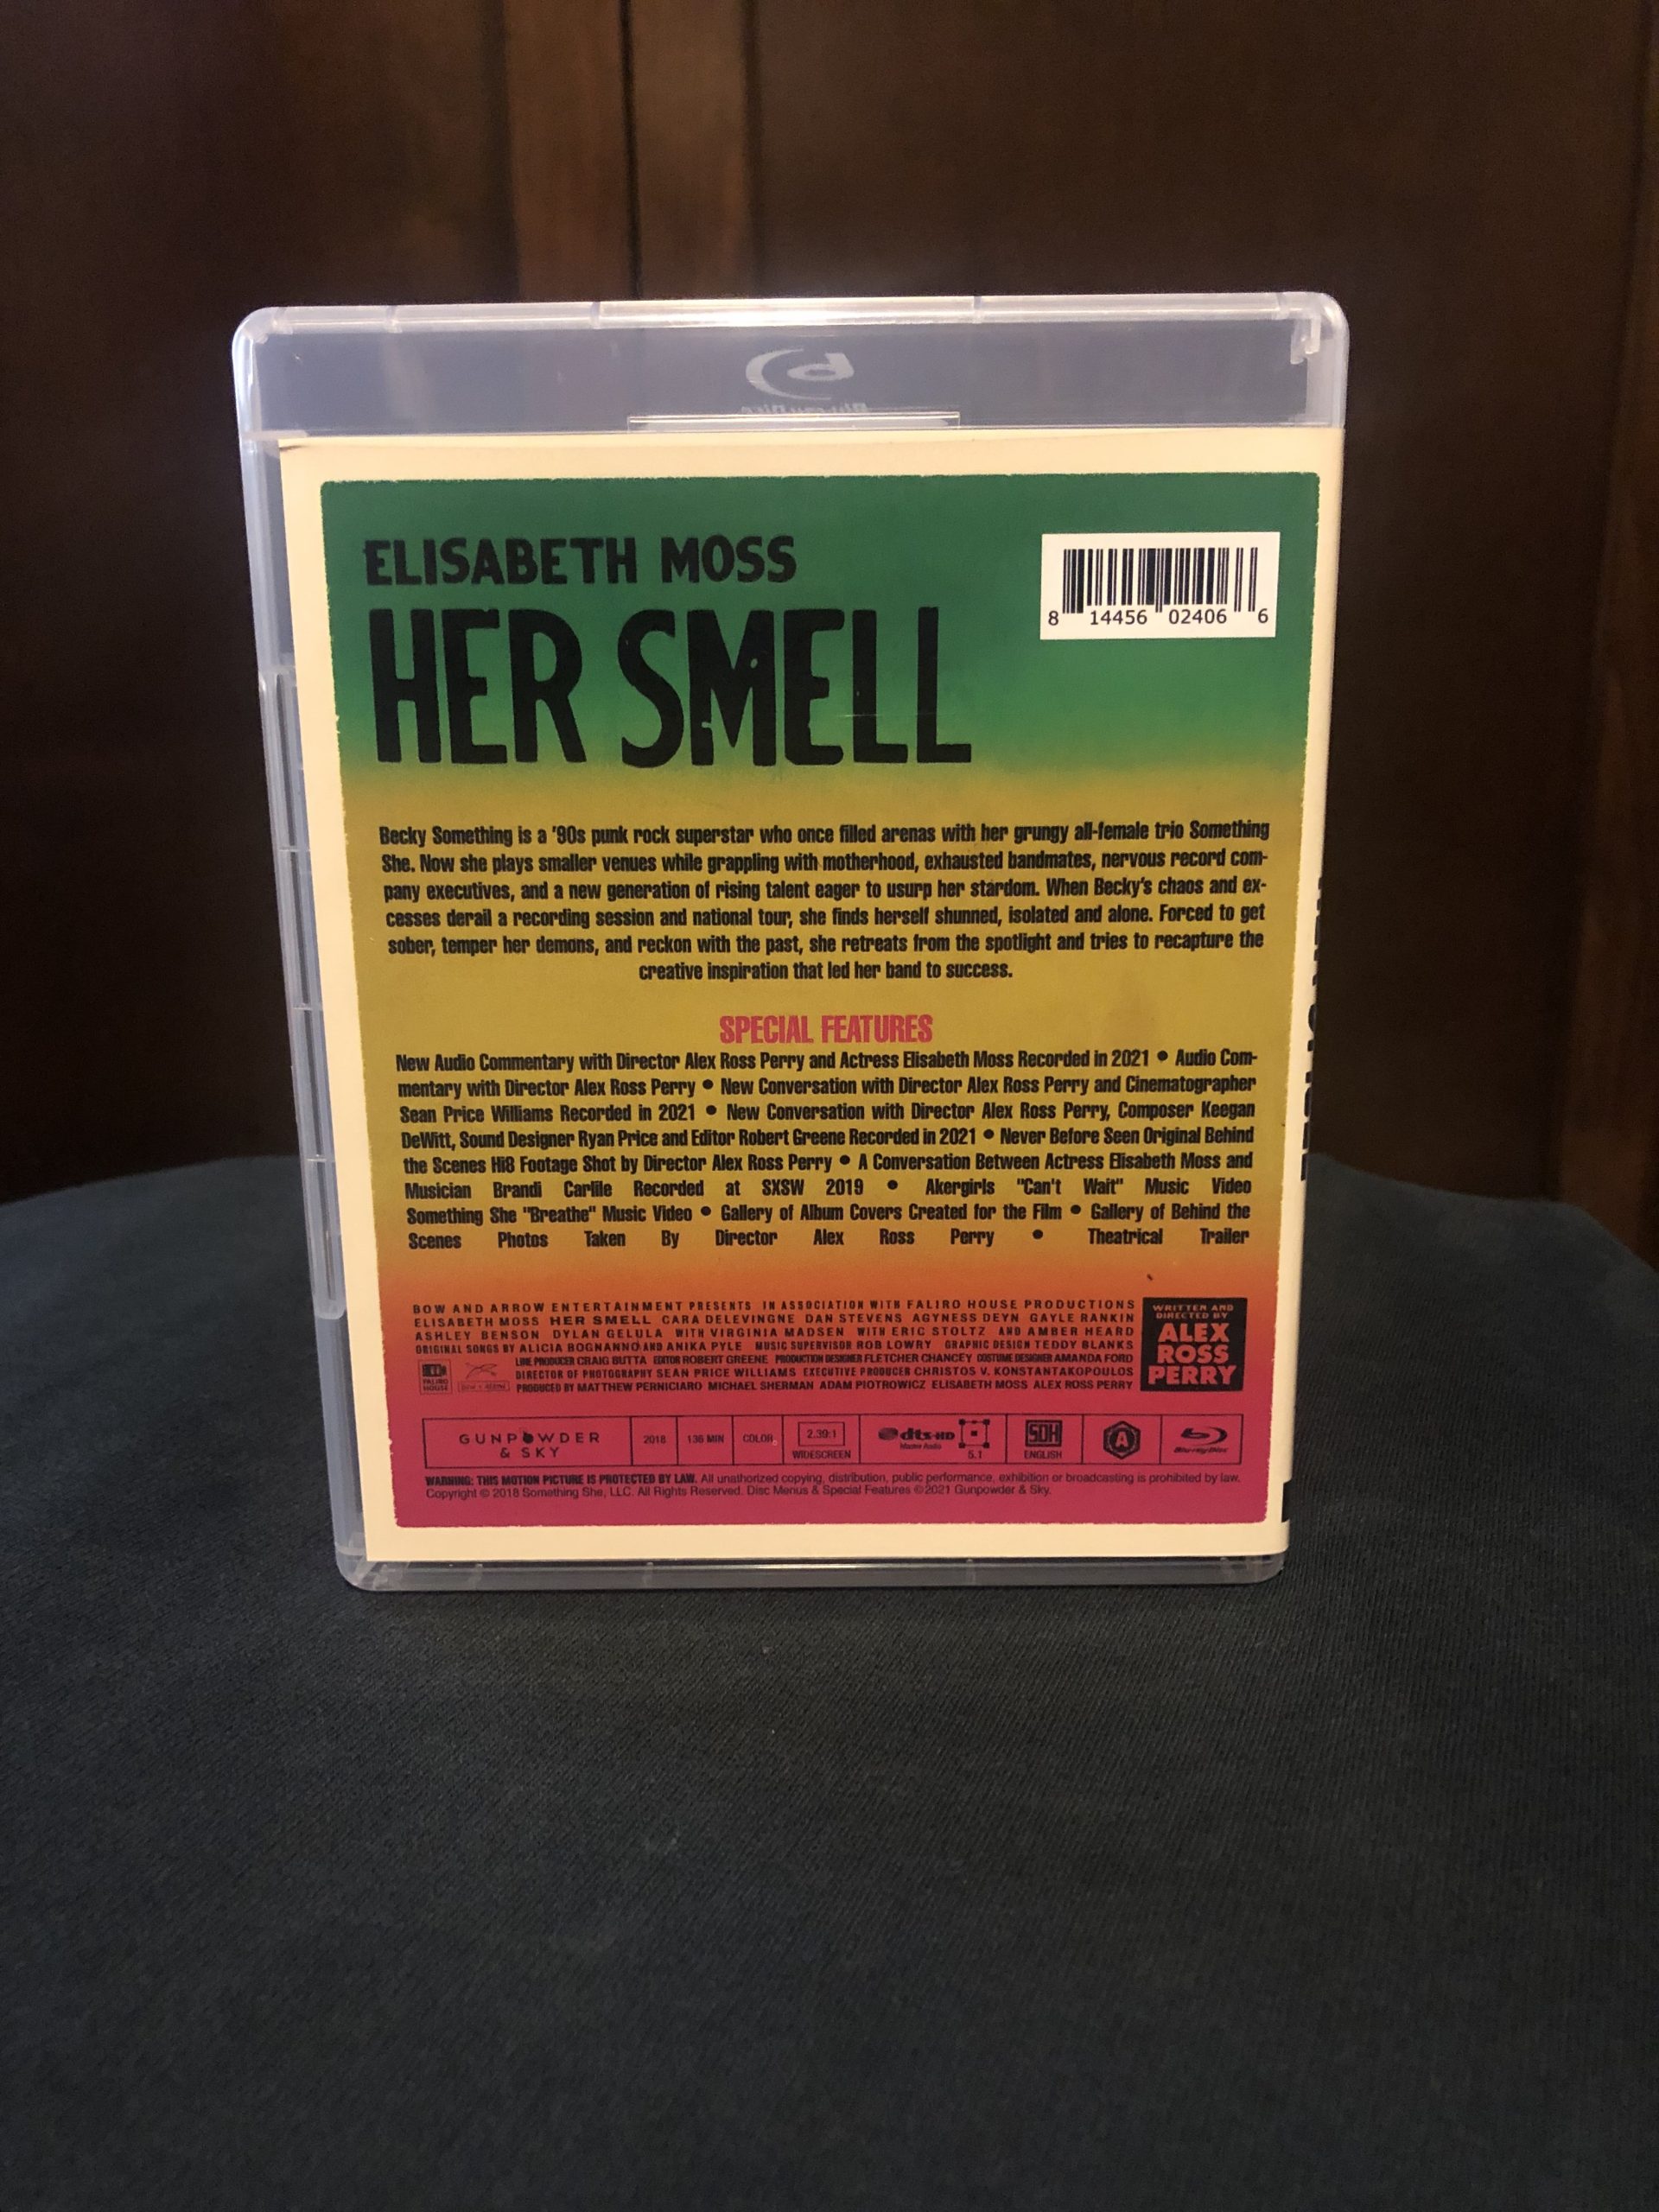 ELISABETH MOSS
HER SMELL
8 14456 02406 6
Becky Something is a '90s punk rock superstar who once filled arenas with her grungy all-female trio Something
She. Now she plays smaller venues while grappling with motherhood, exhausted bandmates, nervous record com-
pany executives, and a new generation of rising talent eager to usurp her stardom. When Becky's chaos and ex-
cesses derail a recording session and national tour, she finds herself shunned, isolated and alone. Forced to get
sober, temper her demons, and reckon with the past, she retreats from the spotlight and tries to recapture the
creative inspiration that led her band to success.
SPECIAL FEATURES
New Audio Commentary with Director Alex Ross Perry and Actress Elisabeth Moss Recorded in 2021 • Audio Com-
mentary with Director Alex Ross Perry • New Conversation with Director Alex Ross Perry and Cinematographer
Sean Price Williams Recorded in 2021 • New Conversation with Director Alex Ross Perry, Composer Keegan
DeWitt, Sound Designer Ryan Price and Editor Robert Greene Recorded in 2021 • Never Before Seen Original Behind
the Scenes Hi8 Footage Shot by Director Alex Ross Perry • A Conversation Between Actress Elisabeth Moss and
Musician Brandi Carlile Recorded at SXSW 2019 • Akergirls "Can't Wait" Music Video
Something She "Breathe" Music Video • Gallery of Album Covers Created for the Film • Gallery of Behind the
Scenes Photos Taken By Director Alex Ross Perry • Theatrical Trailer
BOW AND ARROW ENTERTAINMENT PRESENTS IN ASSOCIATION WITH FALIRO HOUSE PRODUCTIONS
ELISABETH MOSS HER SMELL CARA DELEVINGNE DAN STEVENS AGYNESS DEYN GAYLE RANKIN
ASHLEY BENSON DYLAN GELULA WITH VIRGINIA MADSEN WITH ERIC STOLTZ AND AMBER HEARD
ORIGINAL SONGS BY ALICIA BOGNANNO AND ANIKA PYLE MUSIC SUPERVISOR ROB LOWRY GRAPHIC DESIGN TEDDY BLANKS
LINE PRODUCER CRAIG BUTTA EDITOR ROBERT GREENE PRODUCTION DESIGNER FLETCHER CHANCEY COSTUME DESIGNER AMANDA FORD
DIRECTOR OF PHOTOGRAPHY SEAN PRICE WILLIAMS EXECUTIVE PRODUCER CHRISTOS V. KONSTANTAKOPOULOS
PRODUCED BY MATTHEW PERNICIARO MICHAEL SHERMAN ADAM PIOTROWICZ ELISABETH MOSS ALEX ROSS PERRY
FALIRO
HOUSE
WRITTEN AND
DIRECTED BY
ALEX
ROSS
PERRY
GUNPOWDER
& SKY
2018
136 MIN
COLOR
2.39:1
WIDESCREEN
dts-HD
Master Audio
5.1
SDH
ENGLISH
A
Blu-ray Disc
WARNING: THIS MOTION PICTURE IS PROTECTED BY LAW. All unauthorized copying, distribution, public performance, exhibition or broadcasting is prohibited by law.
Copyright © 2018 Something She, LLC. All Rights Reserved. Disc Menus & Special Features ©2021 Gunpowder & Sky.